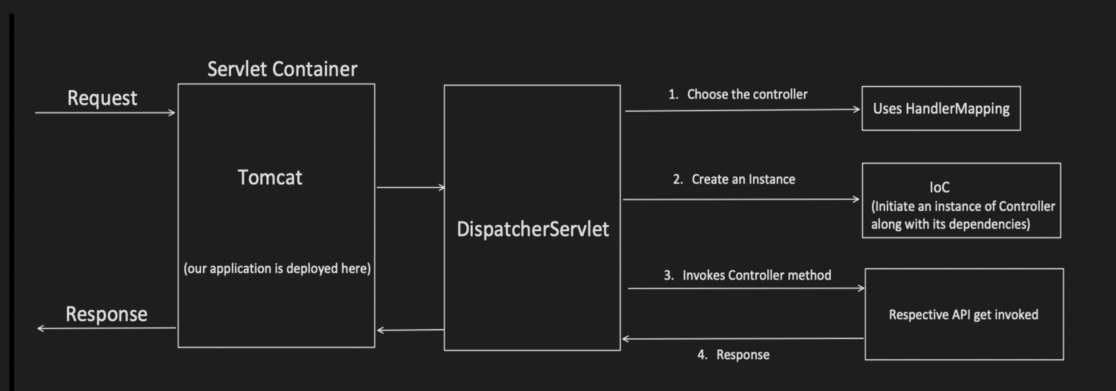 Servlet Container
Request
Tomcat
(our application is deployed here)
Response
DispatcherServlet
1. Choose the controller
Uses HandlerMapping
2. Create an Instance
IoC
(Initiate an instance of Controller
along with its dependencies)
3. Invokes Controller method
Respective API get invoked
4. Response